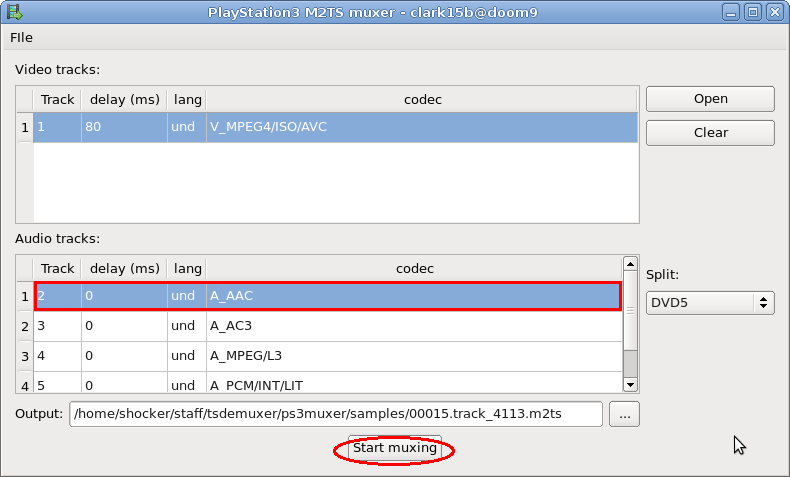 PlayStation3 M2TS muxer - clark15b@doom9
FIle
Video tracks:
Track delay (ms) lang codec
1 1 80 und V_MPEG4/ISO/AVC
Open
Clear
Audio tracks:
Track delay (ms) lang codec
1 2 0 und A_AAC
2 3 0 und A_AC3
3 4 0 und A_MPEG/L3
4 5 0 und A_PCM/INT/LIT
Split:
DVD5
Output: /home/shocker/staff/tsdemuxer/ps3muxer/samples/00015.track_4113.m2ts ...
Start muxing